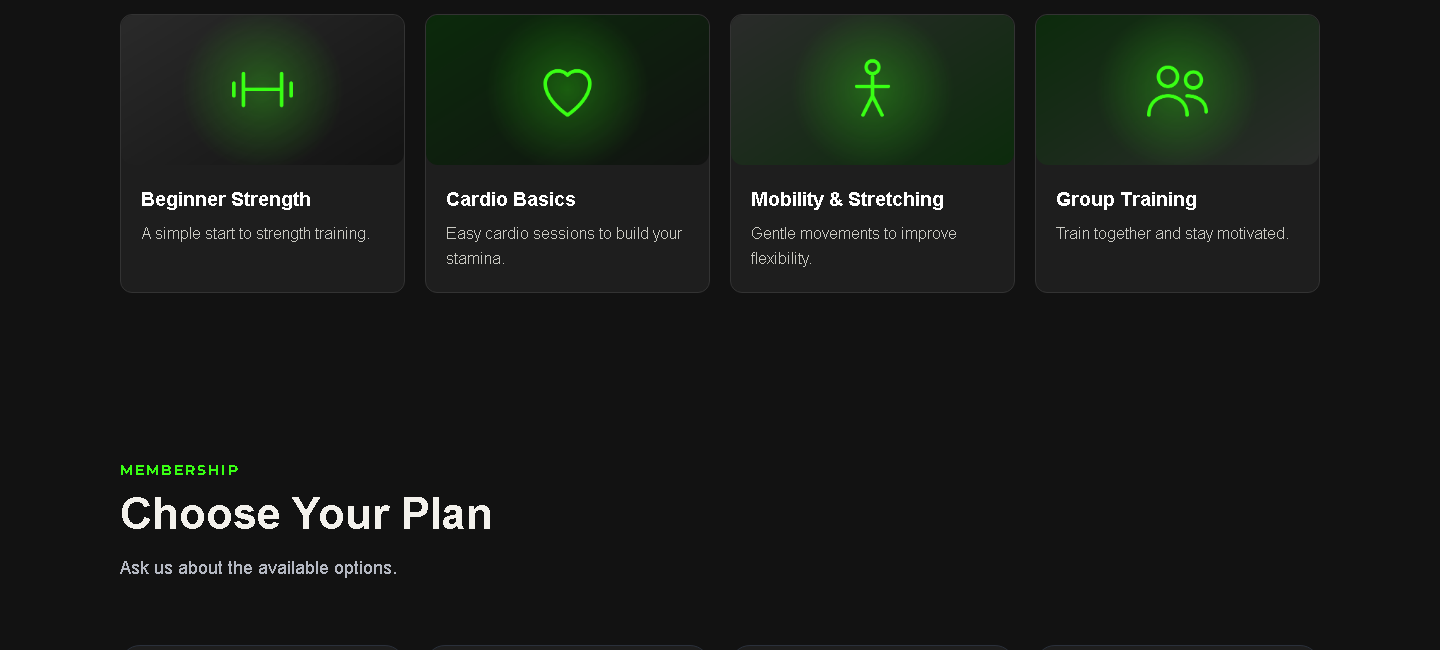 Beginner Strength
A simple start to strength training.
Cardio Basics
Easy cardio sessions to build your
stamina.
Mobility & Stretching
Gentle movements to improve
flexibility.
Group Training
Train together and stay motivated.
MEMBERSHIP
Choose Your Plan
Ask us about the available options.